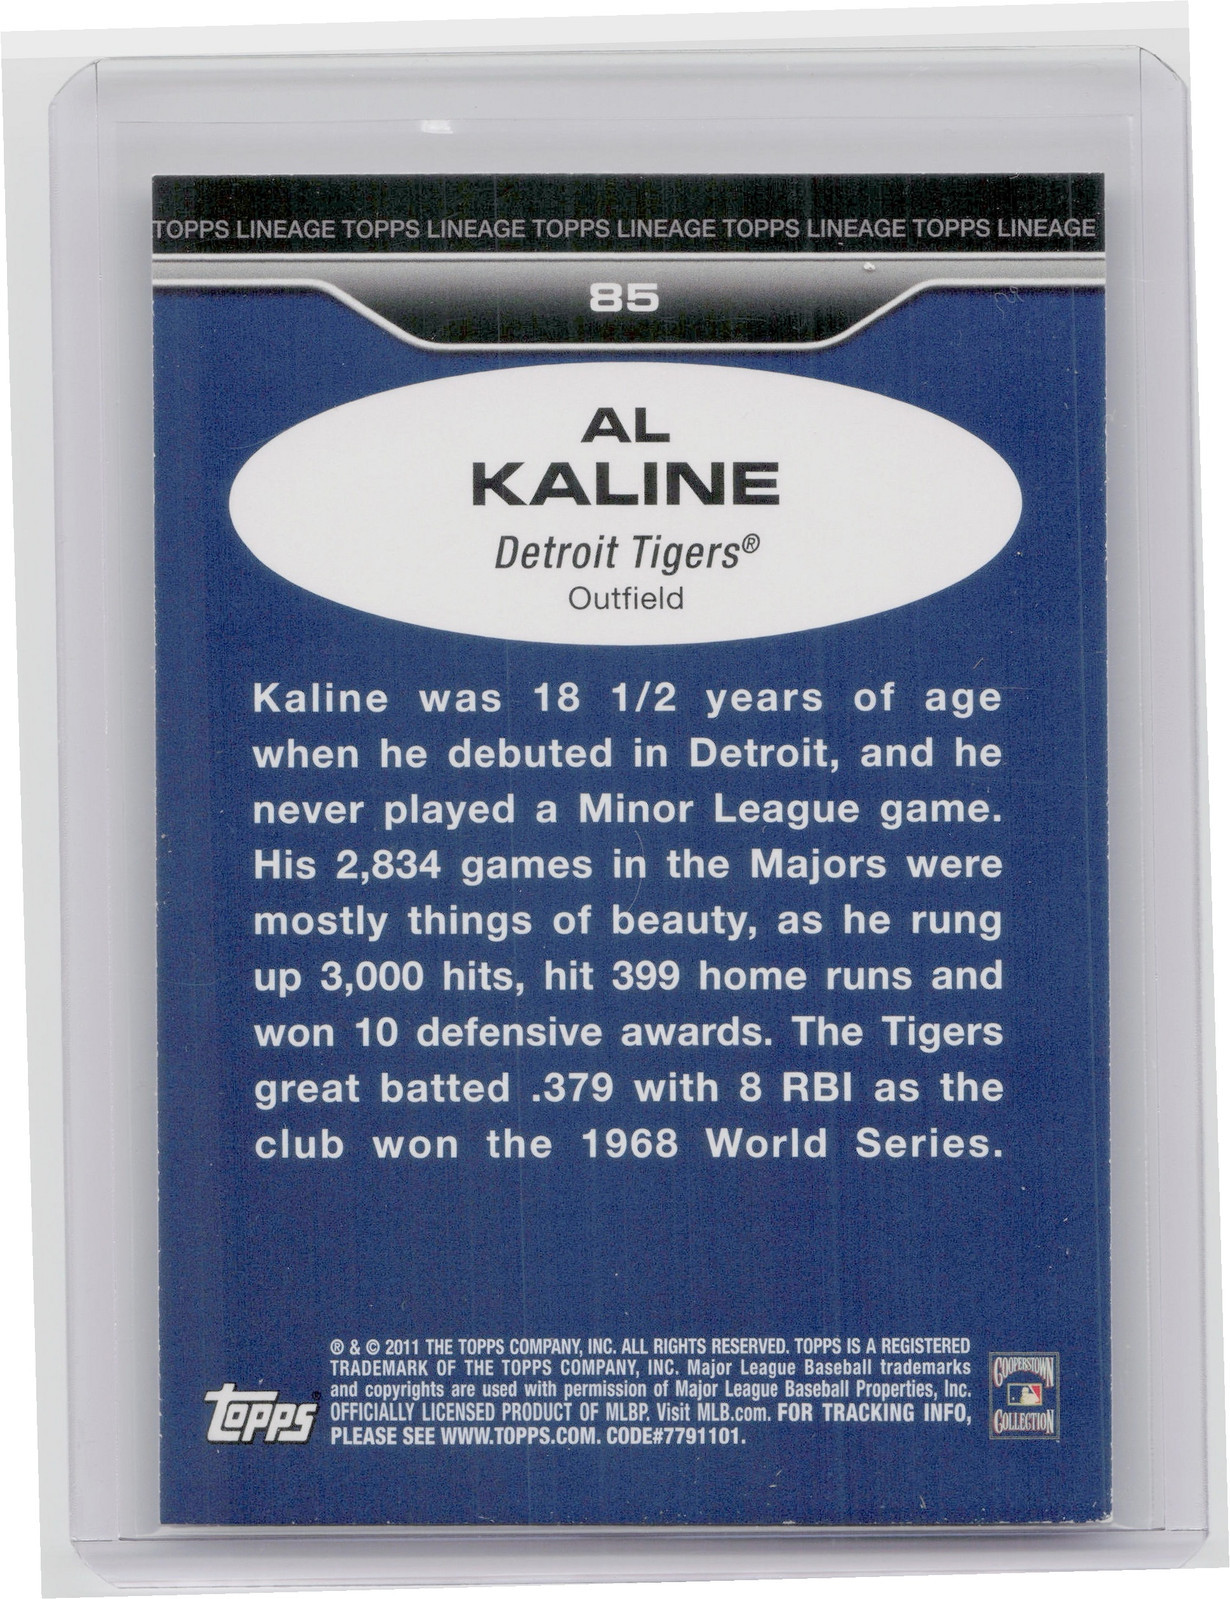 TOPPS LINEAGE TOPPS LINEAGE TOPPS LINEAGE TOPPS LINEAGE TOPPS LINEAGE
85
AL
KALINE
Detroit Tigers®
Outfield
Kaline was 18 1/2 years of age
when he debuted in Detroit, and he
never played a Minor League game.
His 2,834 games in the Majors were
mostly things of beauty, as he rung
up 3,000 hits, hit 399 home runs and
won 10 defensive awards. The Tigers
great batted .379 with 8 RBI as the
club won the 1968 World Series.
® & © 2011 THE TOPPS COMPANY, INC. ALL RIGHTS RESERVED. TOPPS IS A REGISTERED
TRADEMARK OF THE TOPPS COMPANY, INC. Major League Baseball trademarks
and copyrights are used with permission of Major League Baseball Properties, Inc.
OFFICIALLY LICENSED PRODUCT OF MLBP. Visit MLB.com. FOR TRACKING INFO,
PLEASE SEE WWW.TOPPS.COM. CODE#7791101.
Topps®
COOPERSTOWN
COLLECTION